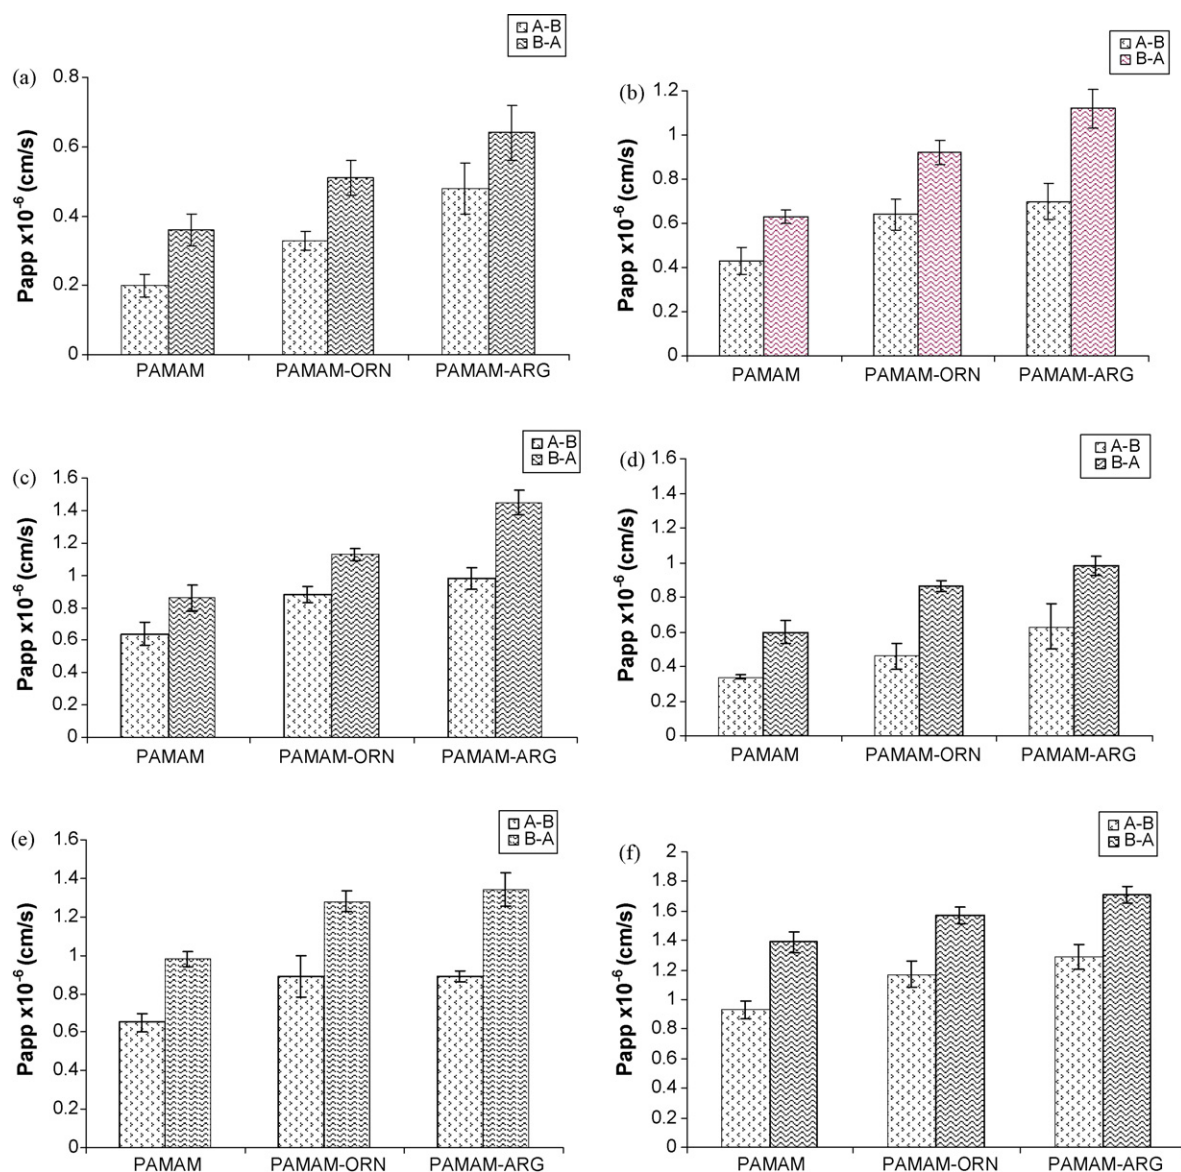 A-B
B-A
(a)
0.8
0.6
0.4
0.2
0
Papp x10⁻⁶ (cm/s)
PAMAM PAMAM-ORN PAMAM-ARG
A-B
B-A
(b)
1.2
1
0.8
0.6
0.4
0.2
0
Papp x10⁻⁶ (cm/s)
PAMAM PAMAM-ORN PAMAM-ARG
A-B
B-A
(c)
1.6
1.4
1.2
1
0.8
0.6
0.4
0.2
0
Papp x10⁻⁶ (cm/s)
PAMAM PAMAM-ORN PAMAM-ARG
A-B
B-A
(d)
1.6
1.4
1.2
1
0.8
0.6
0.4
0.2
0
Papp x10⁻⁶ (cm/s)
PAMAM PAMAM-ORN PAMAM-ARG
A-B
B-A
(e)
1.6
1.4
1.2
1
0.8
0.6
0.4
0.2
0
Papp x10⁻⁶ (cm/s)
PAMAM PAMAM-ORN PAMAM-ARG
A-B
B-A
(f)
2
1.8
1.6
1.4
1.2
1
0.8
0.6
0.4
0.2
0
Papp x10⁻⁶ (cm/s)
PAMAM PAMAM-ORN PAMAM-ARG